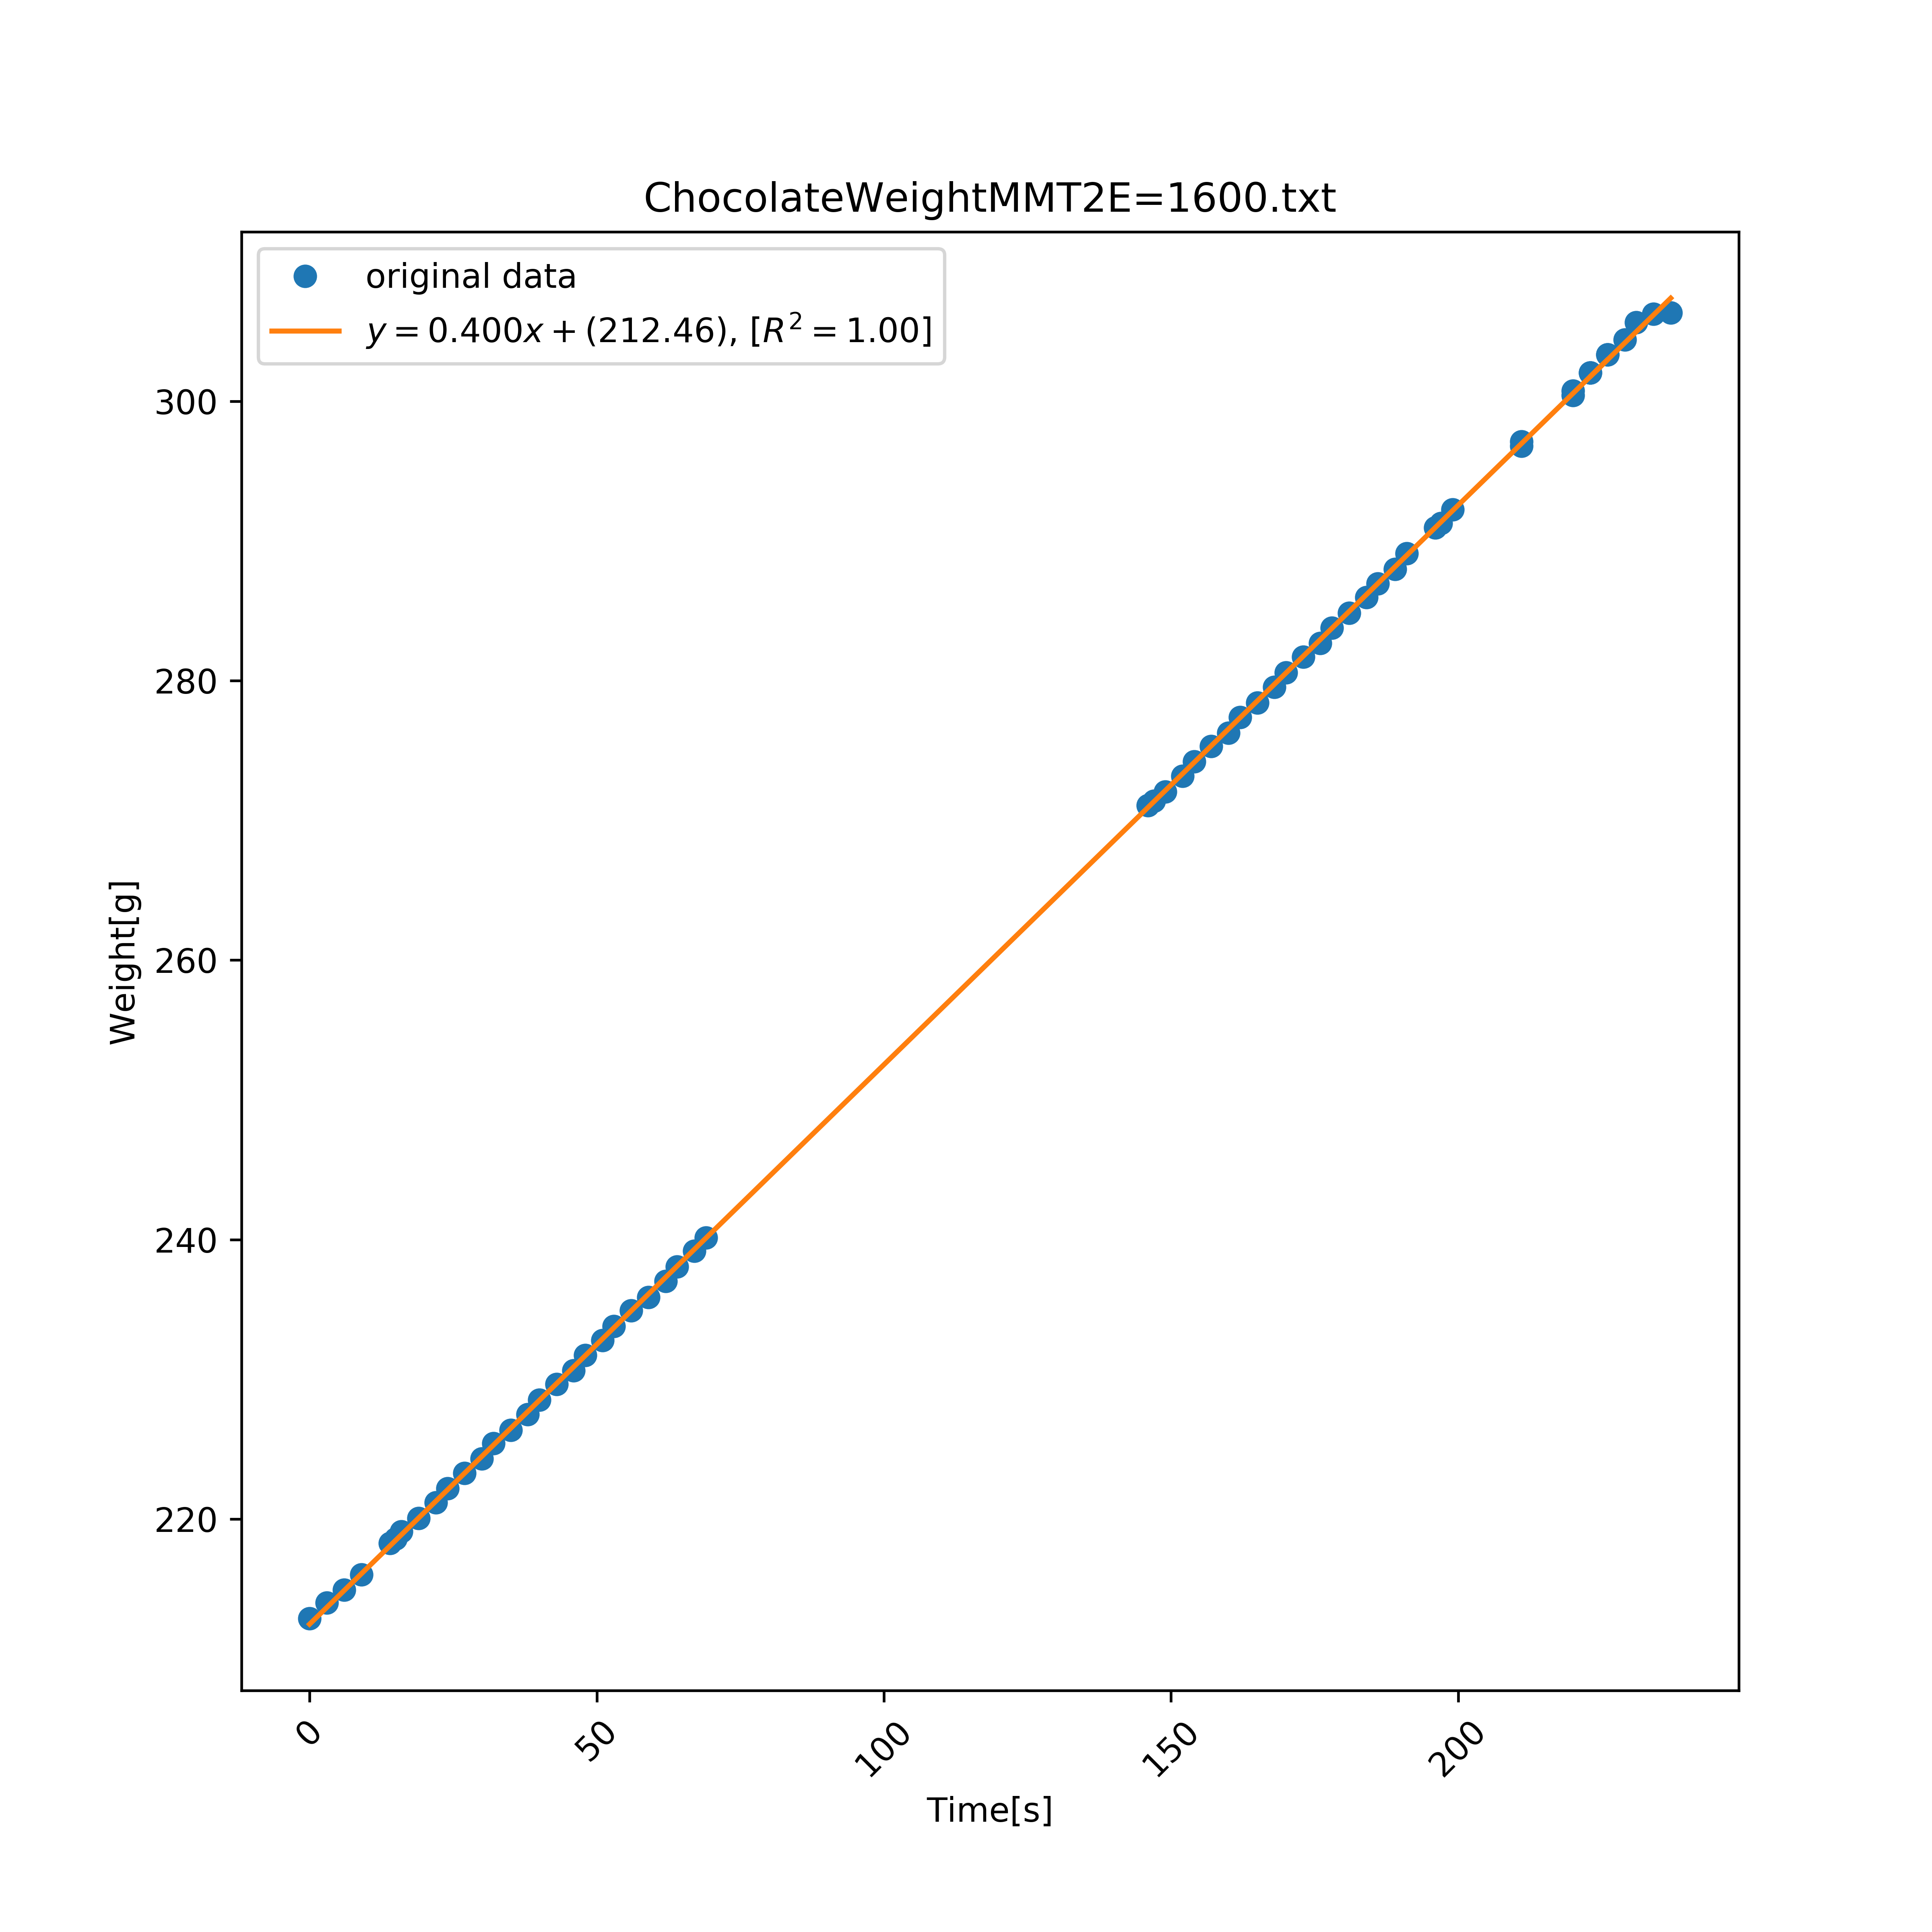 ChocolateWeightMMT2E=1600.txt
original data
y = 0.400x + (212.46), [R² = 1.00]
300
280
260
240
220
Weight[g]
0
50
100
150
200
Time[s]